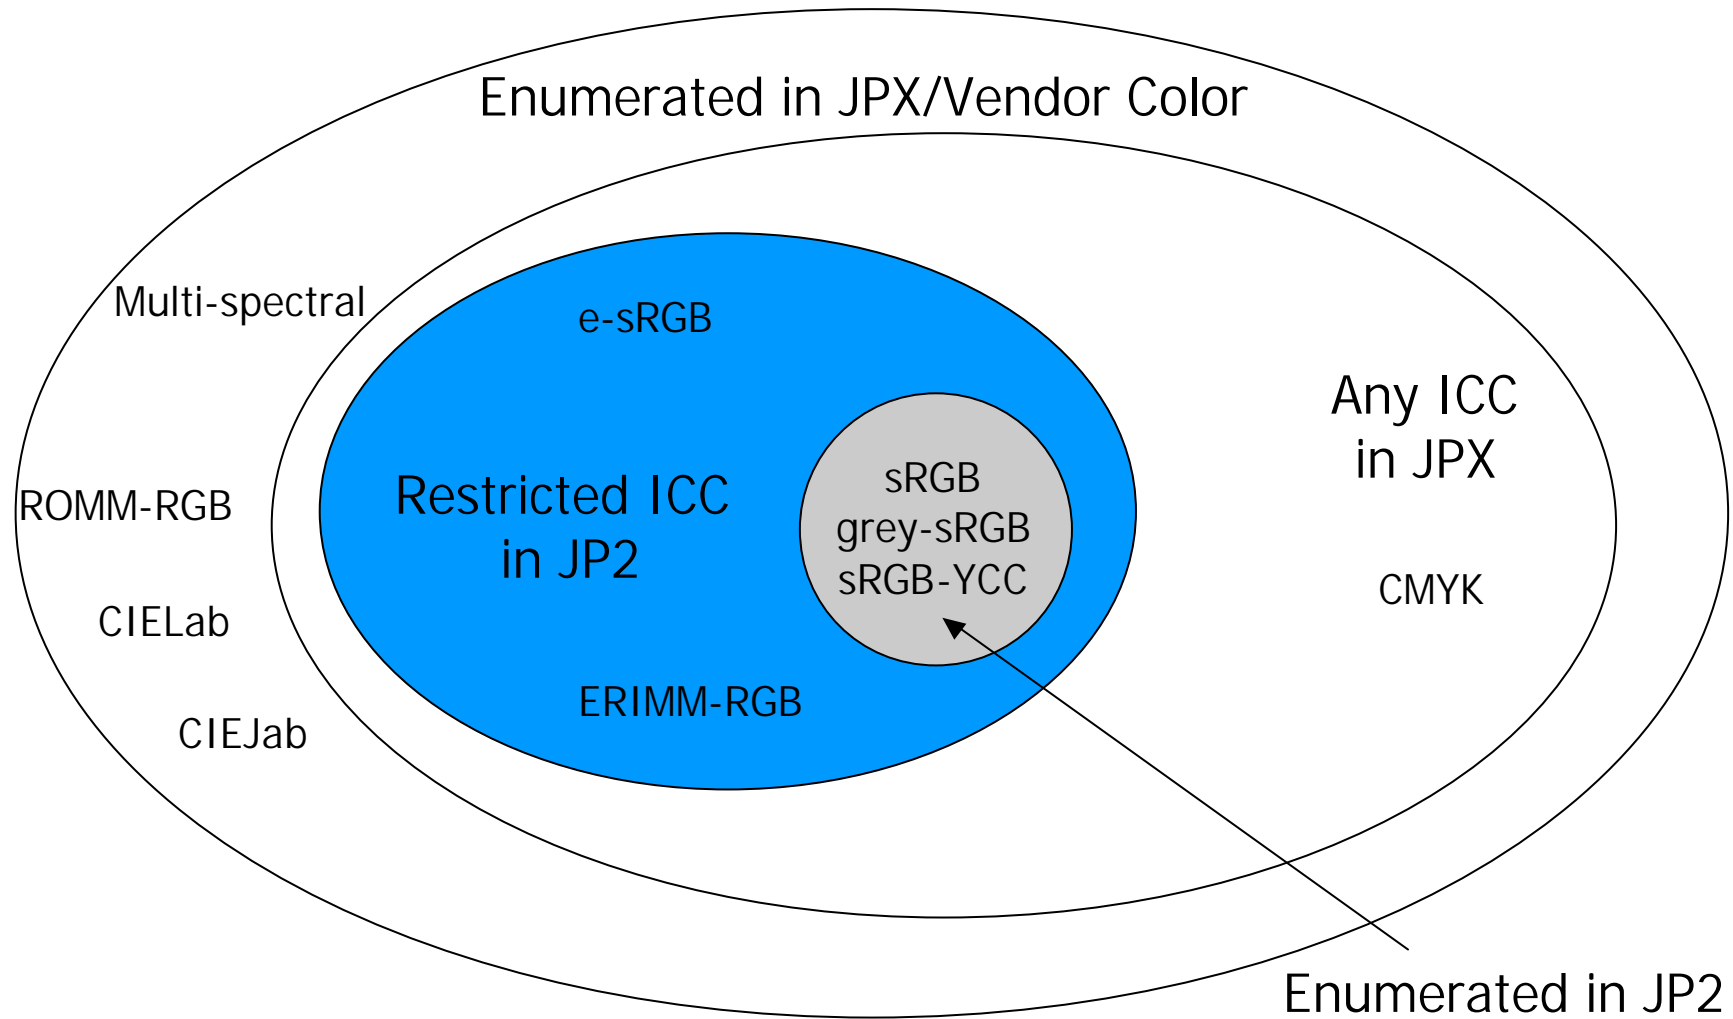 Enumerated in JPX/Vendor Color
Multi-spectral
e-sRGB
Any ICC
in JPX
Restricted ICC
in JP2
sRGB
grey-sRGB
sRGB-YCC
ROMM-RGB
CMYK
CIELab
ERIMM-RGB
CIEJab
Enumerated in JP2